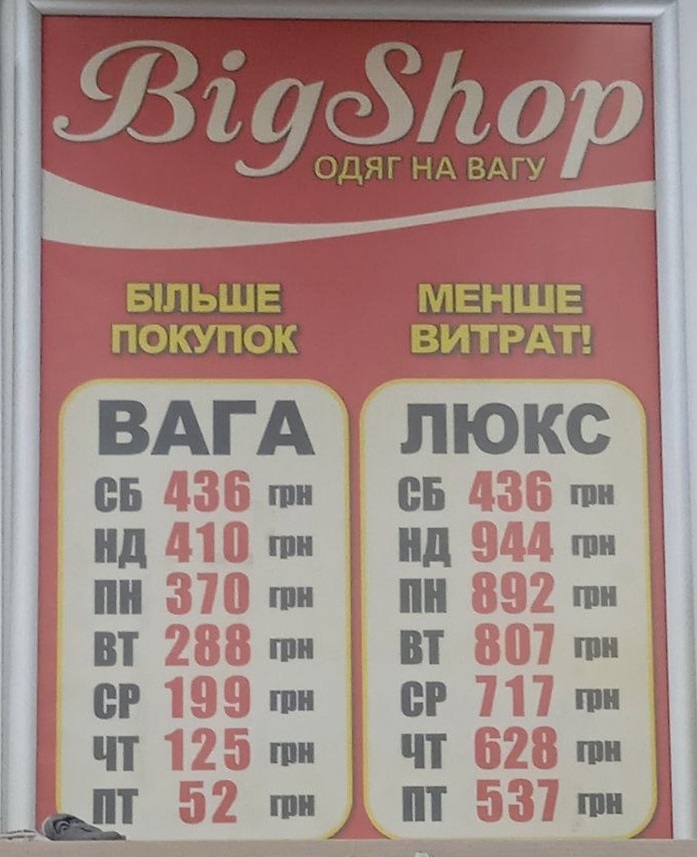 BigShop
ОДЯГ НА ВАГУ
БІЛЬШЕ
ПОКУПОК
МЕНШЕ
ВИТРАТ!
ВАГА
СБ 436 грн
НД 410 грн
ПН 370 грн
ВТ 288 грн
СР 199 грн
ЧТ 125 грн
ПТ 52 грн
ЛЮКС
СБ 436 грн
НД 944 грн
ПН 892 грн
ВТ 807 грн
СР 717 грн
ЧТ 628 грн
ПТ 537 грн